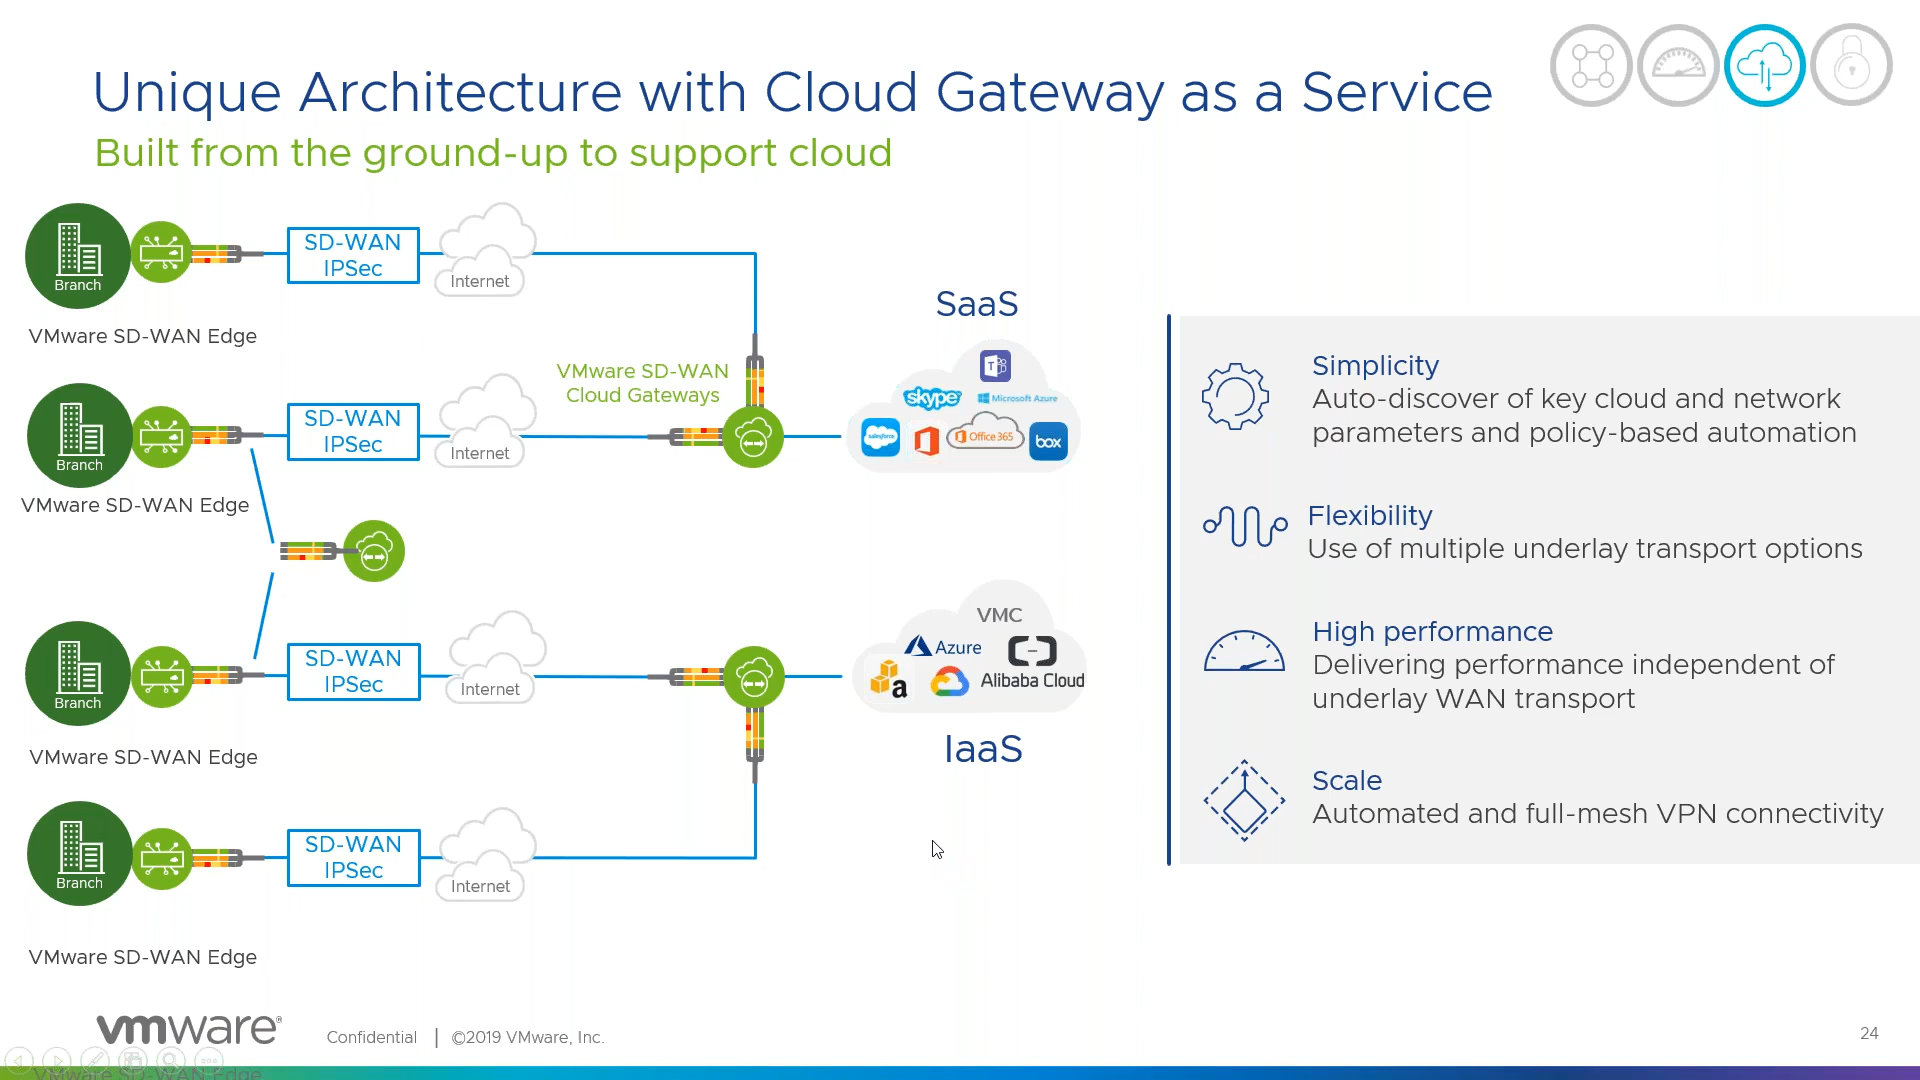 Unique Architecture with Cloud Gateway as a Service
Built from the ground-up to support cloud
Branch
SD-WAN
IPSec
Internet
VMware SD-WAN Edge
Branch
SD-WAN
IPSec
Internet
VMware SD-WAN
Cloud Gateways
VMware SD-WAN Edge
SaaS
T
skype
Microsoft Azure
salesforce
Office 365
box
Branch
SD-WAN
IPSec
Internet
VMware SD-WAN Edge
VMC
Azure
a
Alibaba Cloud
IaaS
Branch
SD-WAN
IPSec
Internet
VMware SD-WAN Edge
Simplicity
Auto-discover of key cloud and network
parameters and policy-based automation
Flexibility
Use of multiple underlay transport options
High performance
Delivering performance independent of
underlay WAN transport
Scale
Automated and full-mesh VPN connectivity
vmware®
Confidential | ©2019 VMware, Inc.
24
VMware SD-WAN Edge